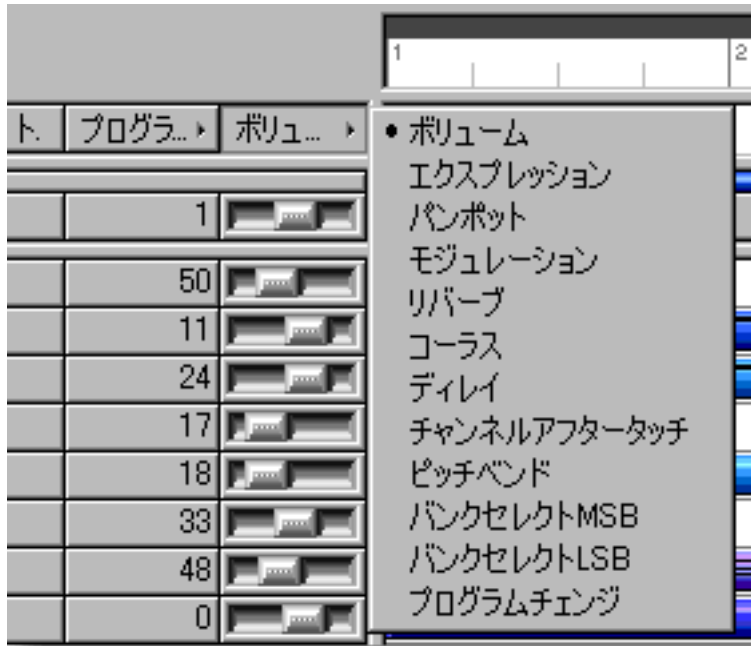 1 2
ト. プログラ... ボリュ...
• ボリューム
エクスプレッション
パンポット
モジュレーション
リバーブ
コーラス
ディレイ
チャンネルアフタータッチ
ピッチベンド
バンクセレクトMSB
バンクセレクトLSB
プログラムチェンジ
1
50
11
24
17
18
33
48
0